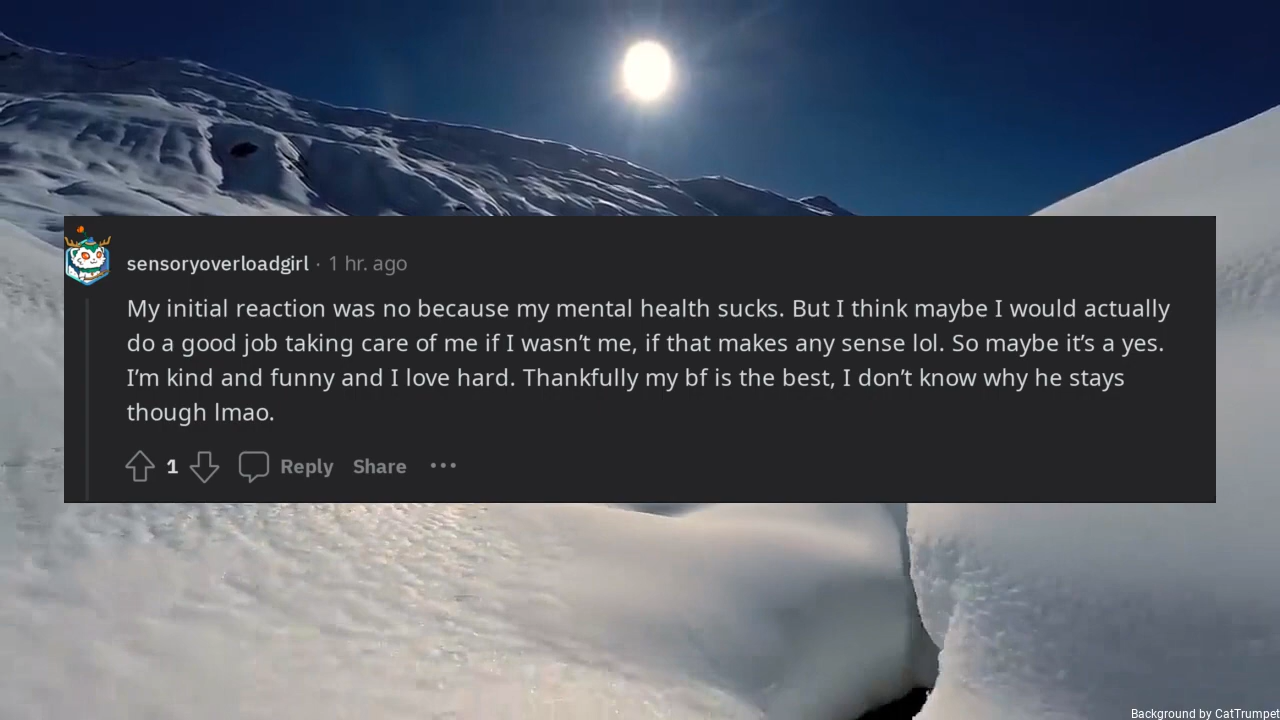 sensoryoverloadgirl · 1 hr. ago
My initial reaction was no because my mental health sucks. But I think maybe I would actually
do a good job taking care of me if I wasn’t me, if that makes any sense lol. So maybe it’s a yes.
I’m kind and funny and I love hard. Thankfully my bf is the best, I don’t know why he stays
though lmao.
1 Reply Share •••
Background by CatTrumpet